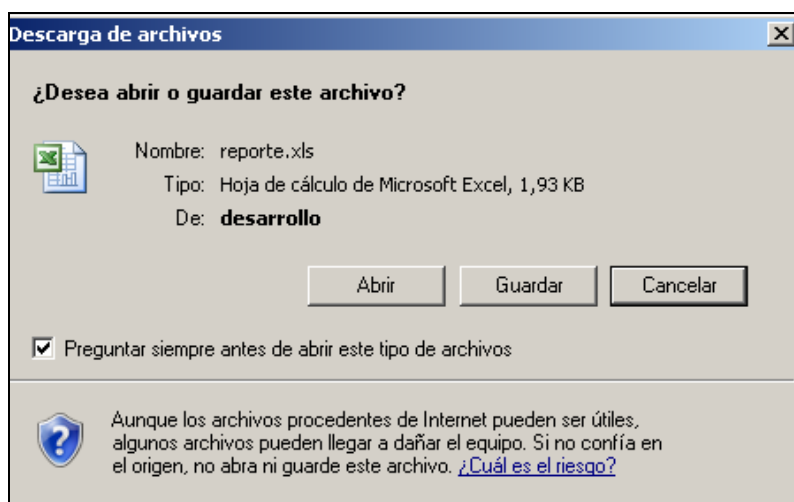 Descarga de archivos
¿Desea abrir o guardar este archivo?
Nombre: reporte.xls
Tipo: Hoja de cálculo de Microsoft Excel, 1,93 KB
De: desarrollo
Abrir Guardar Cancelar
Preguntar siempre antes de abrir este tipo de archivos
Aunque los archivos procedentes de Internet pueden ser útiles,
algunos archivos pueden llegar a dañar el equipo. Si no confía en
el origen, no abra ni guarde este archivo. ¿Cuál es el riesgo?